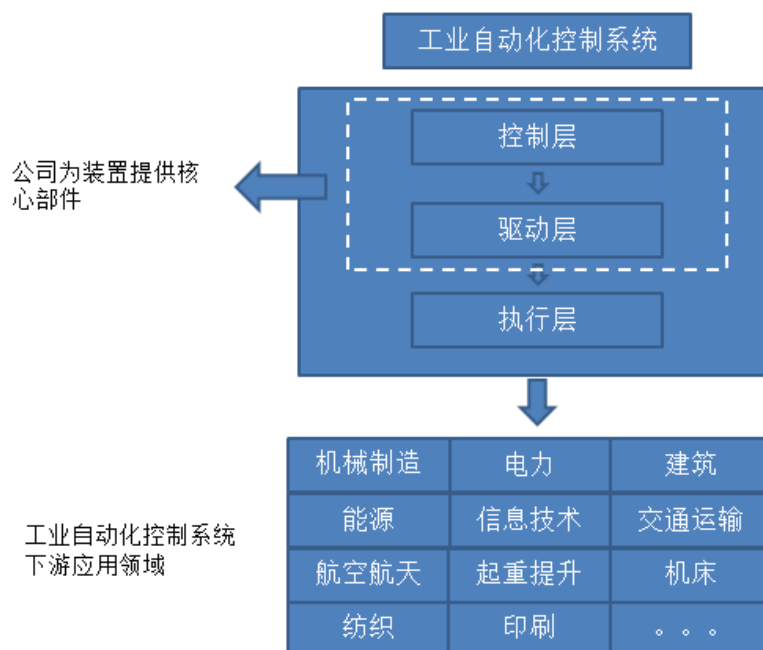 工业自动化控制系统
控制层
公司为装置提供核
心部件
驱动层
执行层
机械制造 电力 建筑
能源 信息技术 交通运输
工业自动化控制系统
下游应用领域
航空航天 起重提升 机床
纺织 印刷 。。。